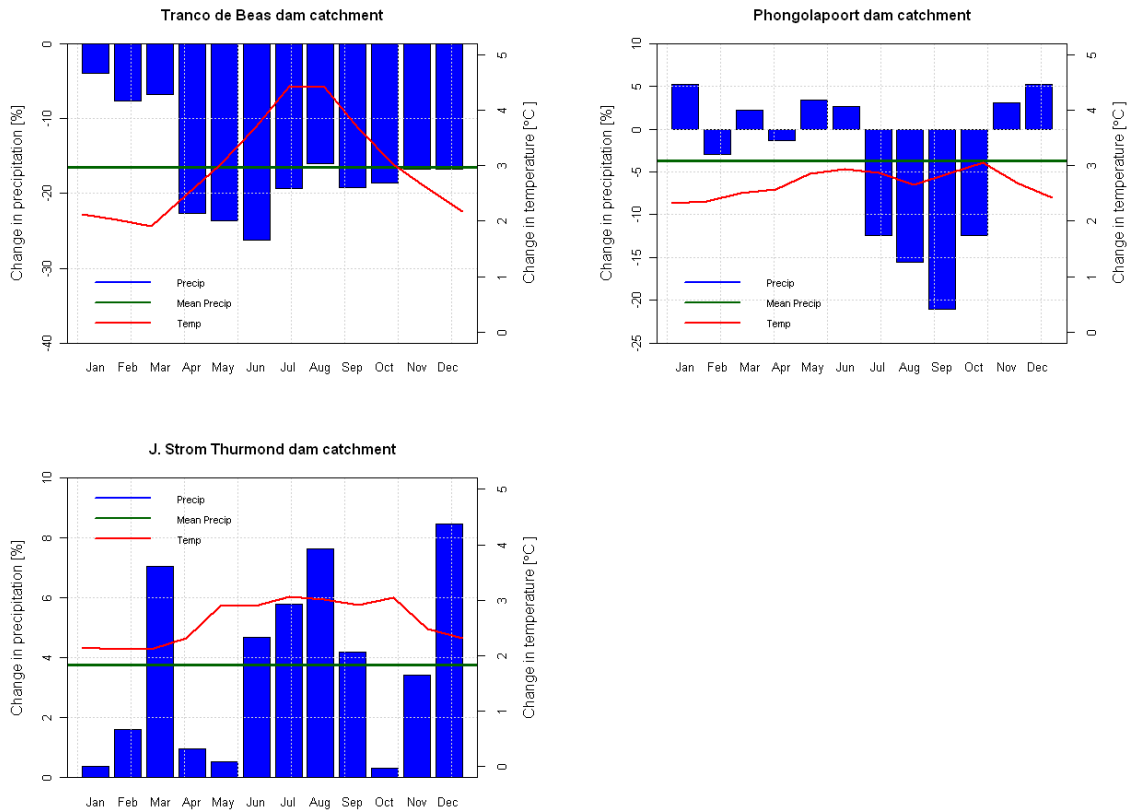 Tranco de Beas dam catchment
Change in precipitation [%]
0
-10
-20
-30
-40
Precip
Mean Precip
Temp
5
4
3
2
1
0
Change in temperature [°C ]
Jan Feb Mar Apr May Jun Jul Aug Sep Oct Nov Dec
Phongolapoort dam catchment
Change in precipitation [%]
10
5
0
-5
-10
-15
-20
-25
Precip
Mean Precip
Temp
5
4
3
2
1
0
Change in temperature [°C ]
Jan Feb Mar Apr May Jun Jul Aug Sep Oct Nov Dec
J. Strom Thurmond dam catchment
Change in precipitation [%]
10
8
6
4
2
0
Precip
Mean Precip
Temp
5
4
3
2
1
0
Change in temperature [°C ]
Jan Feb Mar Apr May Jun Jul Aug Sep Oct Nov Dec